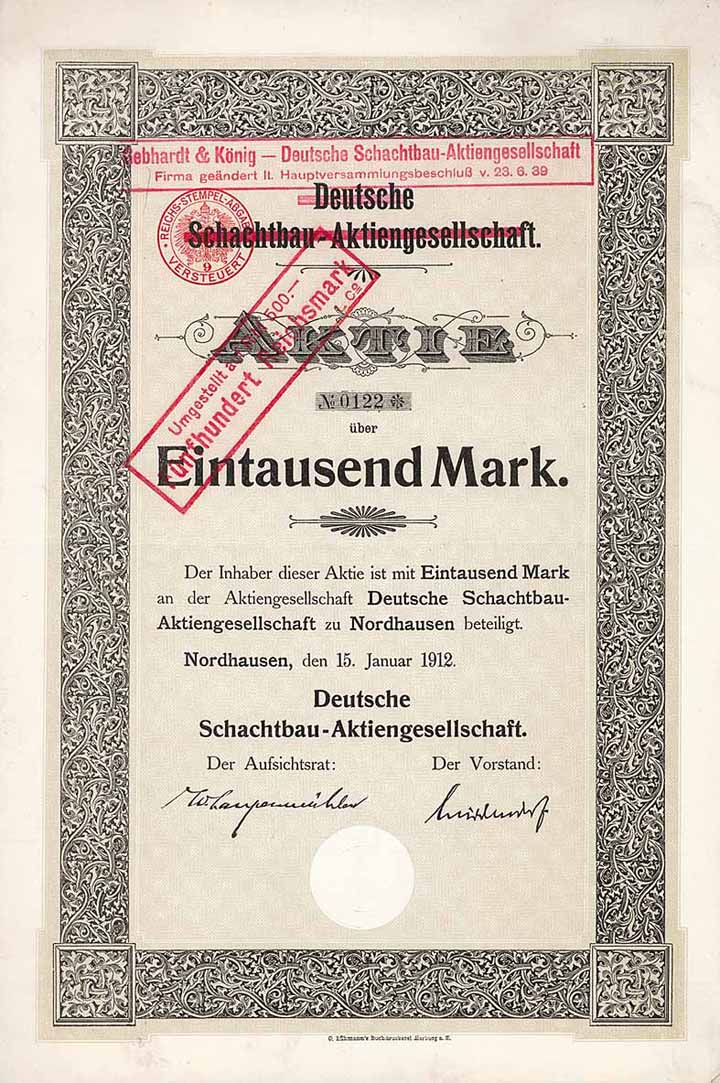 Gebhardt & König — Deutsche Schachtbau-Aktiengesellschaft
Firma geändert lt. Hauptversammlungsbeschluß v. 23. 6. 39
Deutsche
Schachtbau-Aktiengesellschaft.
REICHS-STEMPEL-ABGABE
VERSTEUERT
9
AKTIE
Umgestellt 500.—
Fünfhundert Reichsmark
& Co
№ 0122 *
über
Eintausend Mark.
Der Inhaber dieser Aktie ist mit Eintausend Mark
an der Aktiengesellschaft Deutsche Schachtbau-
Aktiengesellschaft zu Nordhausen beteiligt.
Nordhausen, den 15. Januar 1912.
Deutsche
Schachtbau-Aktiengesellschaft.
Der Aufsichtsrat: Der Vorstand:
Buchdruckerei